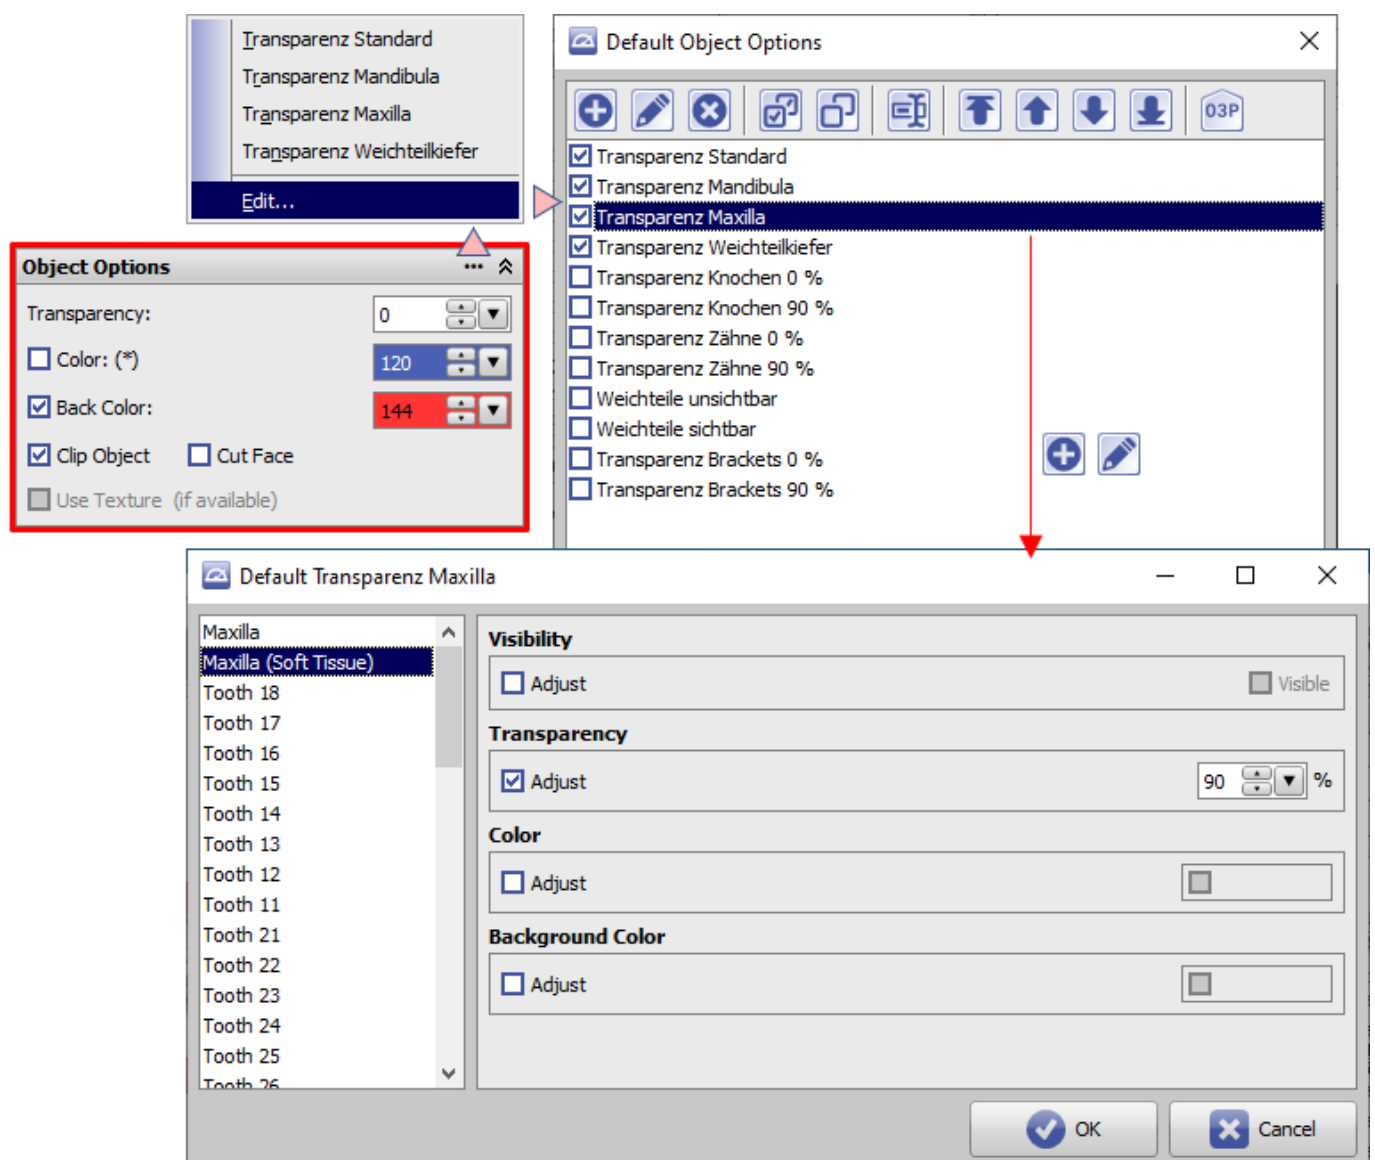 Transparenz Standard
Transparenz Mandibula
Transparenz Maxilla
Transparenz Weichteilkiefer
Edit...
Object Options
Transparency:
0
Color: (*)
120
Back Color:
144
Clip Object
Cut Face
Use Texture (if available)
Default Object Options
03P
Transparenz Standard
Transparenz Mandibula
Transparenz Maxilla
Transparenz Weichteilkiefer
Transparenz Knochen 0 %
Transparenz Knochen 90 %
Transparenz Zähne 0 %
Transparenz Zähne 90 %
Weichteile unsichtbar
Weichteile sichtbar
Transparenz Brackets 0 %
Transparenz Brackets 90 %
Default Transparenz Maxilla
Maxilla
Maxilla (Soft Tissue)
Tooth 18
Tooth 17
Tooth 16
Tooth 15
Tooth 14
Tooth 13
Tooth 12
Tooth 11
Tooth 21
Tooth 22
Tooth 23
Tooth 24
Tooth 25
Tooth 26
Visibility
Adjust
Visible
Transparency
Adjust
90 %
Color
Adjust
Background Color
Adjust
OK
Cancel